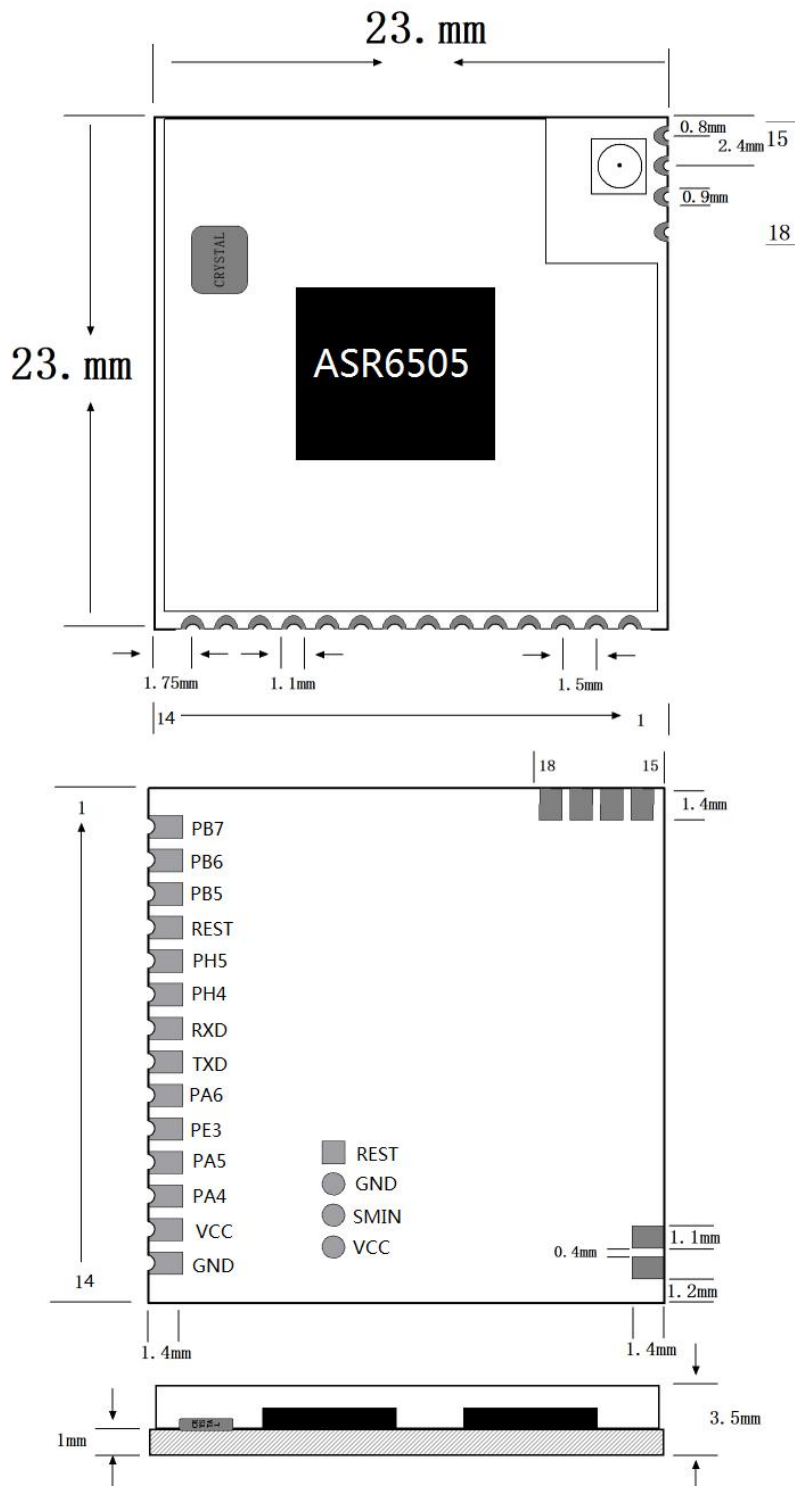 23. mm
0.8mm
15
2.4mm
0.9mm
18
CRYSTAL
23. mm
ASR6505
1.75mm
1.1mm
1.5mm
14
1
18
15
1
1.4mm
PB7
PB6
PB5
REST
PH5
PH4
RXD
TXD
PA6
PE3
PA5
PA4
VCC
GND
REST
GND
SMIN
VCC
1.1mm
0.4mm
14
1.2mm
1.4mm
1.4mm
CR
YS
TA
L
3.5mm
1mm